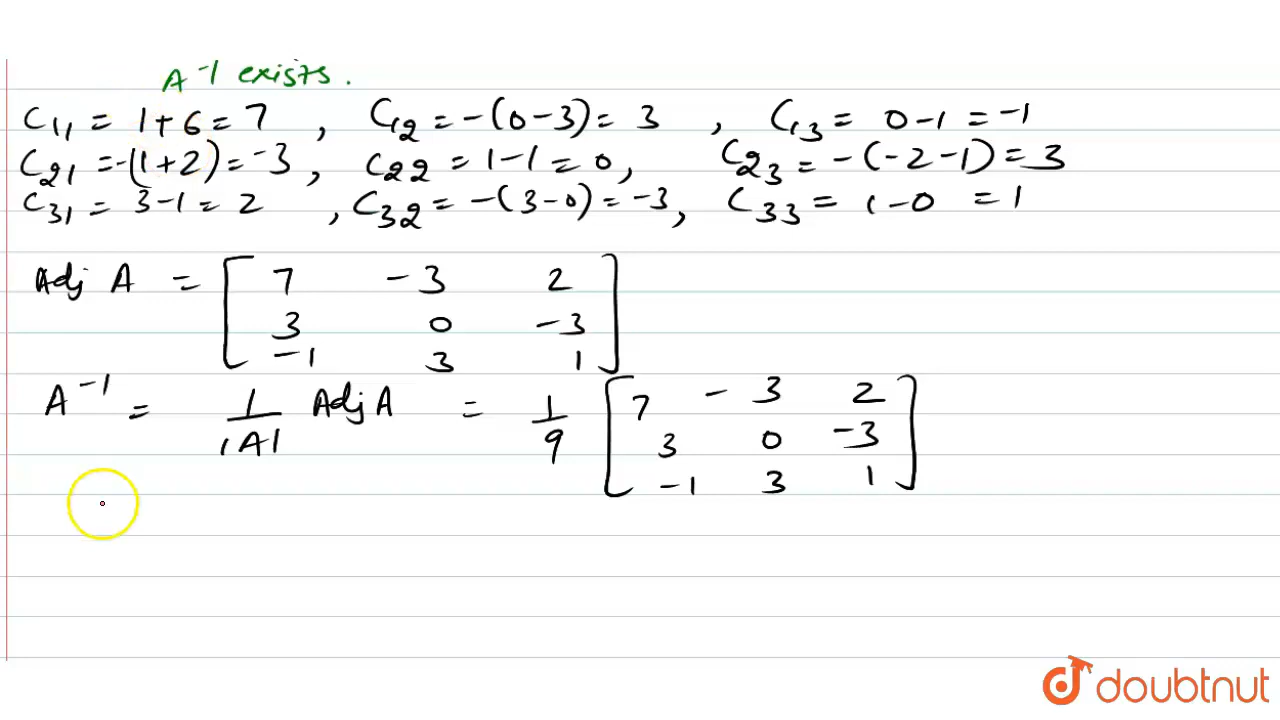 A⁻¹ exists.
C₁₁ = 1+6 = 7 , C₁₂ = -(0-3) = 3 , C₁₃ = 0-1 = -1
C₂₁ = -(1+2) = -3 , C₂₂ = 1-1 = 0, C₂₃ = -(-2-1) = 3
C₃₁ = 3-1 = 2 , C₃₂ = -(3-0) = -3, C₃₃ = 1-0 = 1
Adj A = [ 7 -3 2
3 0 -3
-1 3 1 ]
A⁻¹ = 1/|A| Adj A = 1/9 [ 7 -3 2
3 0 -3
-1 3 1 ]
doubtnut